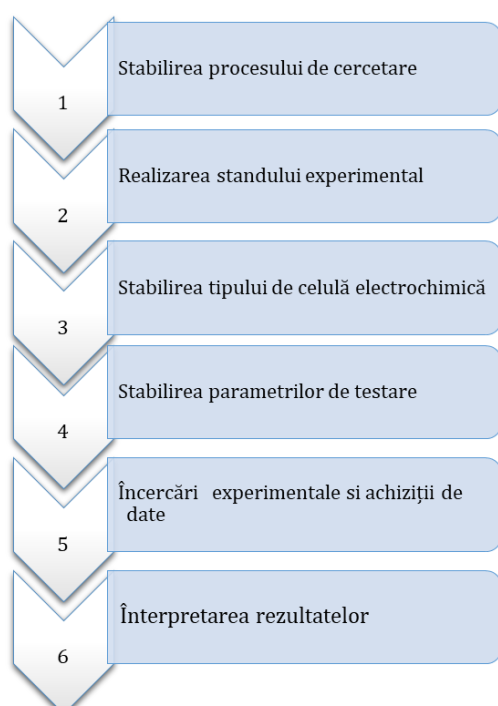 1
Stabilirea procesului de cercetare
2
Realizarea standului experimental
3
Stabilirea tipului de celulă electrochimică
4
Stabilirea parametrilor de testare
5
Încercări experimentale si achiziții de
date
6
Înterpretarea rezultatelor